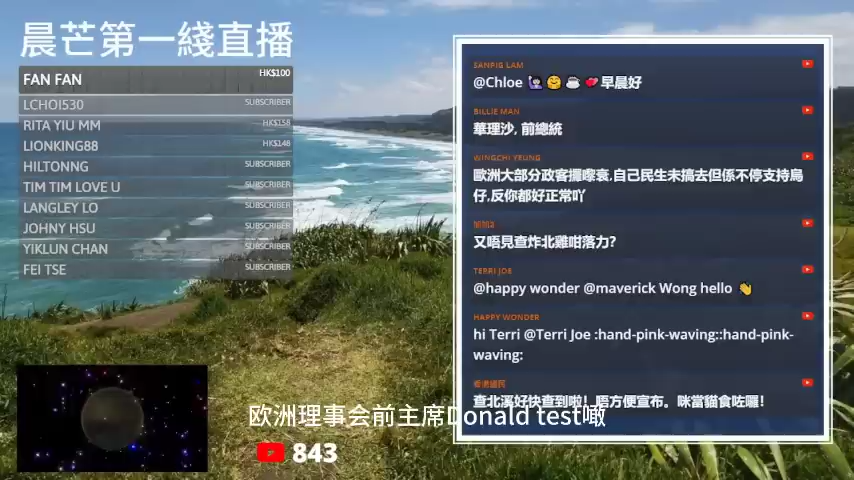 晨芒第一綫直播
FAN FAN HK$100
LCHOI530 SUBSCRIBER
RITA YIU MM HK$158
LIONKING88 HK$148
HILTONNG SUBSCRIBER
TIM TIM LOVE U SUBSCRIBER
LANGLEY LO SUBSCRIBER
JOHNY HSU SUBSCRIBER
YIKLUN CHAN SUBSCRIBER
FEI TSE SUBSCRIBER
EANPIG LAM
@Chloe 🙋🏻‍♀️🤗☕💕早晨好
BILLIE MAN
華理沙, 前總統
WINGCHI YEUNG
歐洲大部分政客攞嚟衰,自己民生未搞去但係不停支持烏
仔,反你都好正常吖
又唔見查炸北雞咁落力?
TERRI JOE
@happy wonder @maverick Wong hello 👋
HAPPY WONDER
hi Terri @Terri Joe :hand-pink-waving::hand-pink-
waving:
香港國民
查北溪好快查到啦！唔方便宣布。咪當貓食咗囉！
欧洲理事会前主席Donald test噉
843